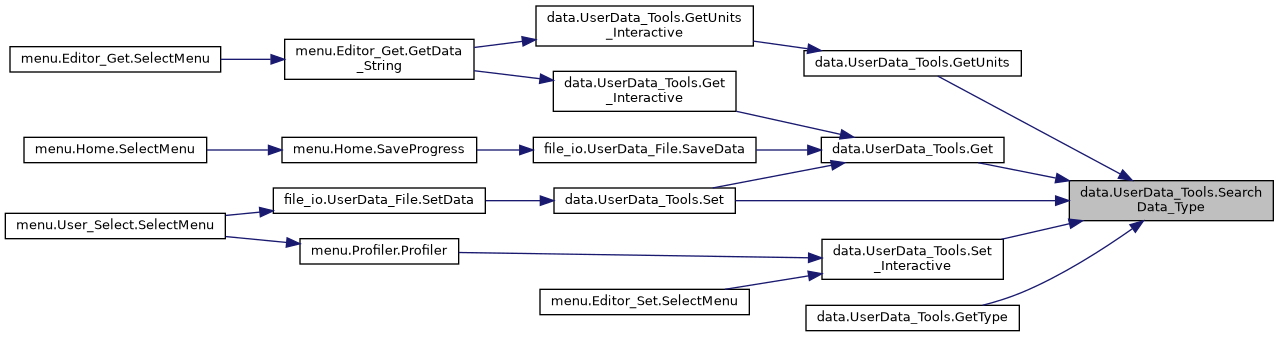 data.UserData_Tools.GetUnits
_Interactive
menu.Editor_Get.SelectMenu
menu.Editor_Get.GetData
_String
data.UserData_Tools.GetUnits
data.UserData_Tools.Get
_Interactive
menu.Home.SelectMenu
menu.Home.SaveProgress
file_io.UserData_File.SaveData
data.UserData_Tools.Get
data.UserData_Tools.Search
Data_Type
file_io.UserData_File.SetData
data.UserData_Tools.Set
menu.User_Select.SelectMenu
menu.Profiler.Profiler
data.UserData_Tools.Set
_Interactive
menu.Editor_Set.SelectMenu
data.UserData_Tools.GetType